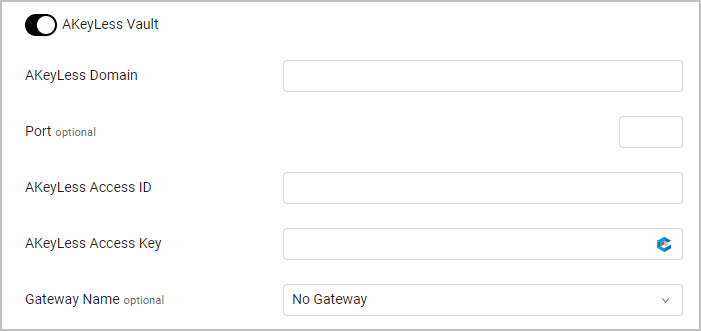 AKeyLess Vault
AKeyLess Domain
Port optional
AKeyLess Access ID
AKeyLess Access Key
Gateway Name optional No Gateway